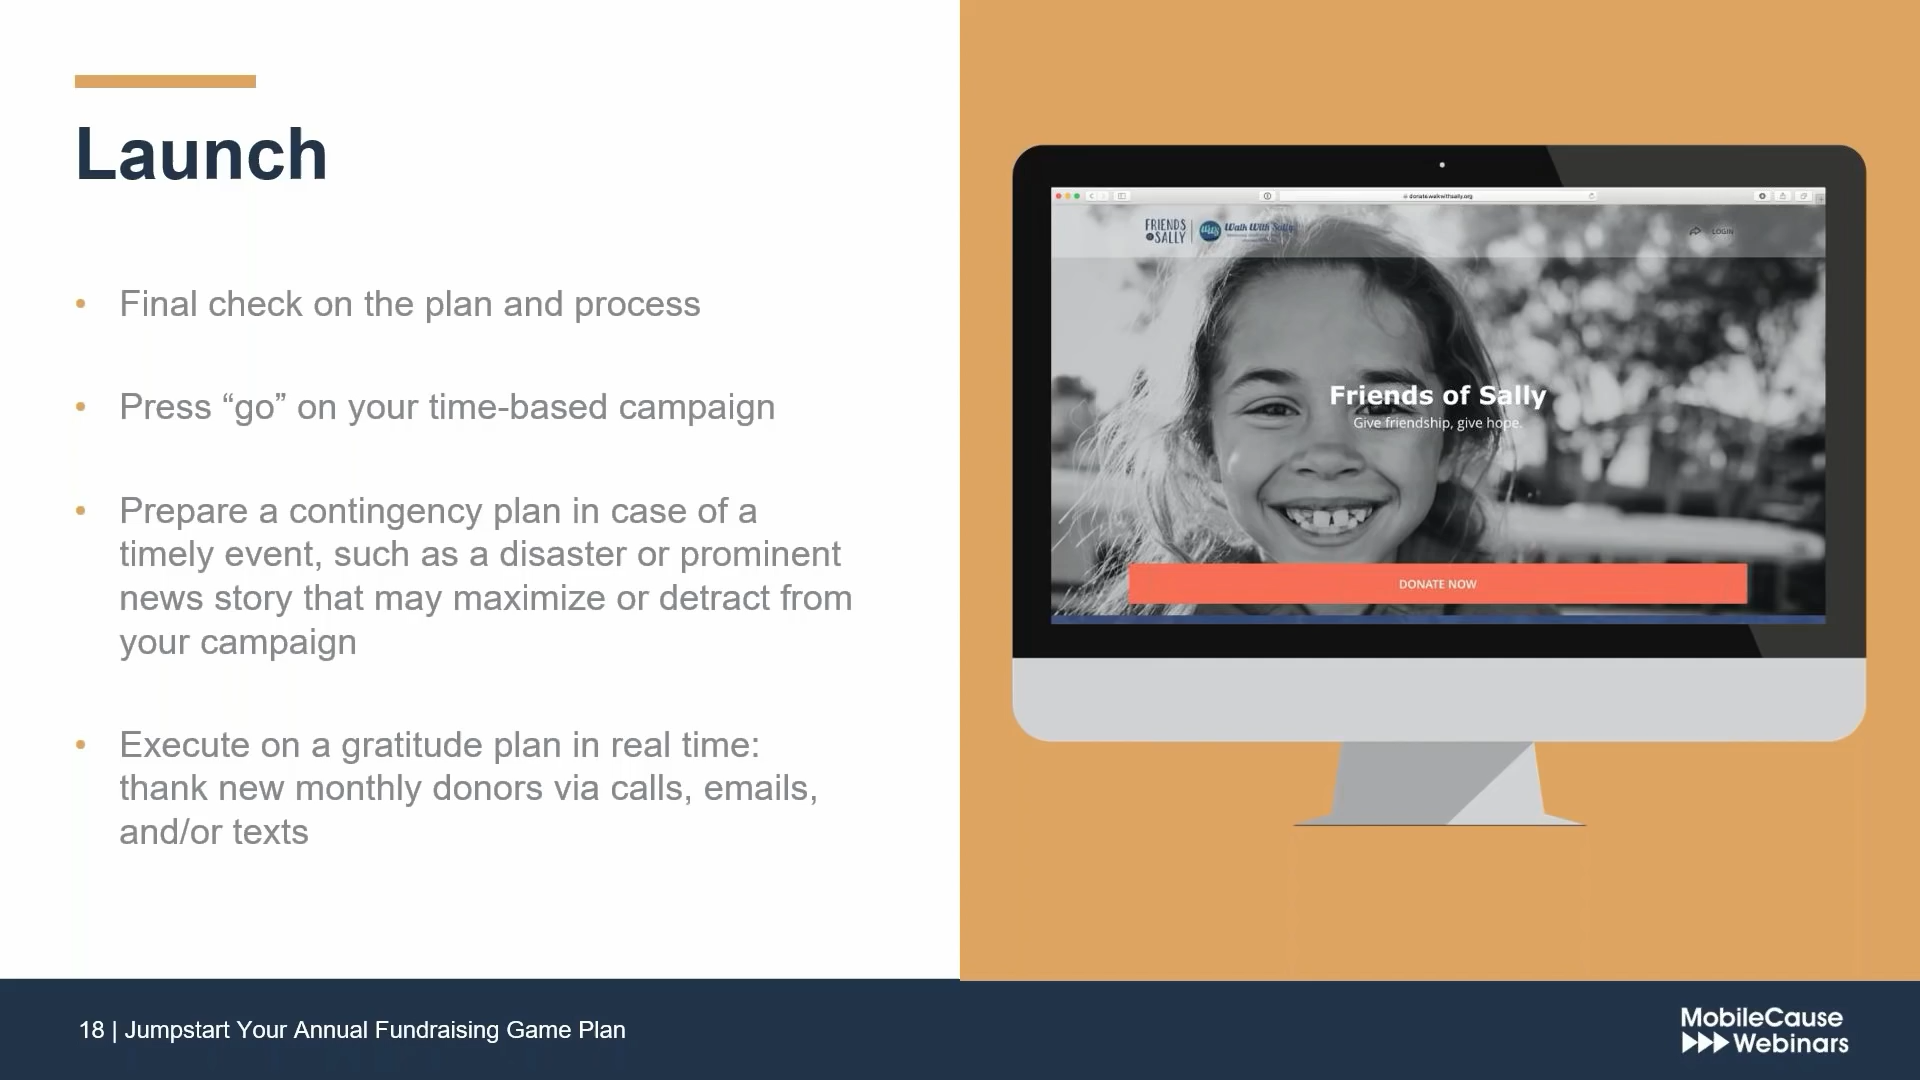 Launch
• Final check on the plan and process
• Press “go” on your time-based campaign
• Prepare a contingency plan in case of a
timely event, such as a disaster or prominent
news story that may maximize or detract from
your campaign
• Execute on a gratitude plan in real time:
thank new monthly donors via calls, emails,
and/or texts
donate.walkwithsally.org
FRIENDS
OF SALLY
Walk With Sally
LOGIN
Friends of Sally
Give friendship, give hope.
DONATE NOW
18 | Jumpstart Your Annual Fundraising Game Plan
MobileCause
Webinars